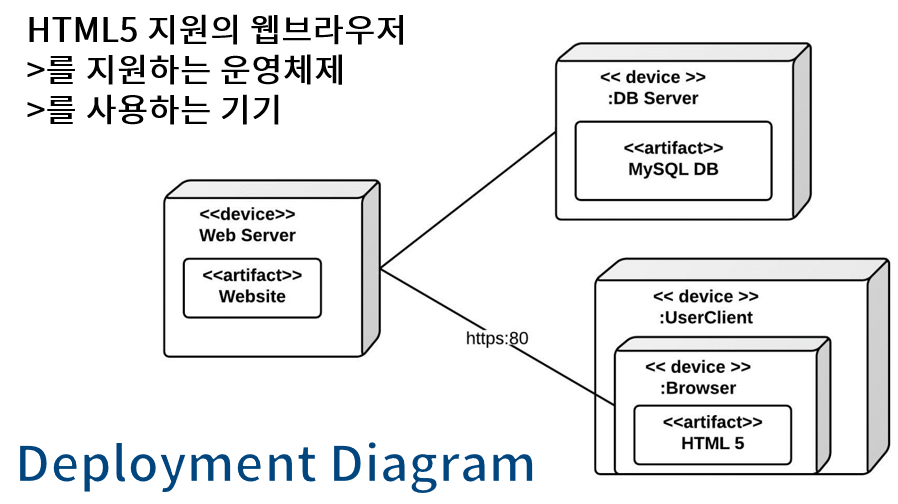 HTML5 지원의 웹브라우저
>를 지원하는 운영체제
>를 사용하는 기기
<< device >>
:DB Server
<<artifact>>
MySQL DB
<<device>>
Web Server
<<artifact>>
Website
https:80
<< device >>
:UserClient
<< device >>
:Browser
<<artifact>>
HTML 5
Deployment Diagram